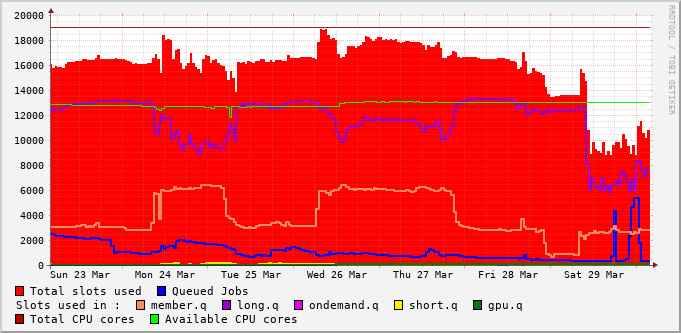 20000
18000
16000
14000
12000
10000
8000
6000
4000
2000
0
Sun 23 Mar Mon 24 Mar Tue 25 Mar Wed 26 Mar Thu 27 Mar Fri 28 Mar Sat 29 Mar
Total slots used Queued Jobs
Slots used in : member.q long.q ondemand.q short.q gpu.q
Total CPU cores Available CPU cores
RRDTOOL / TOBI OETIKER